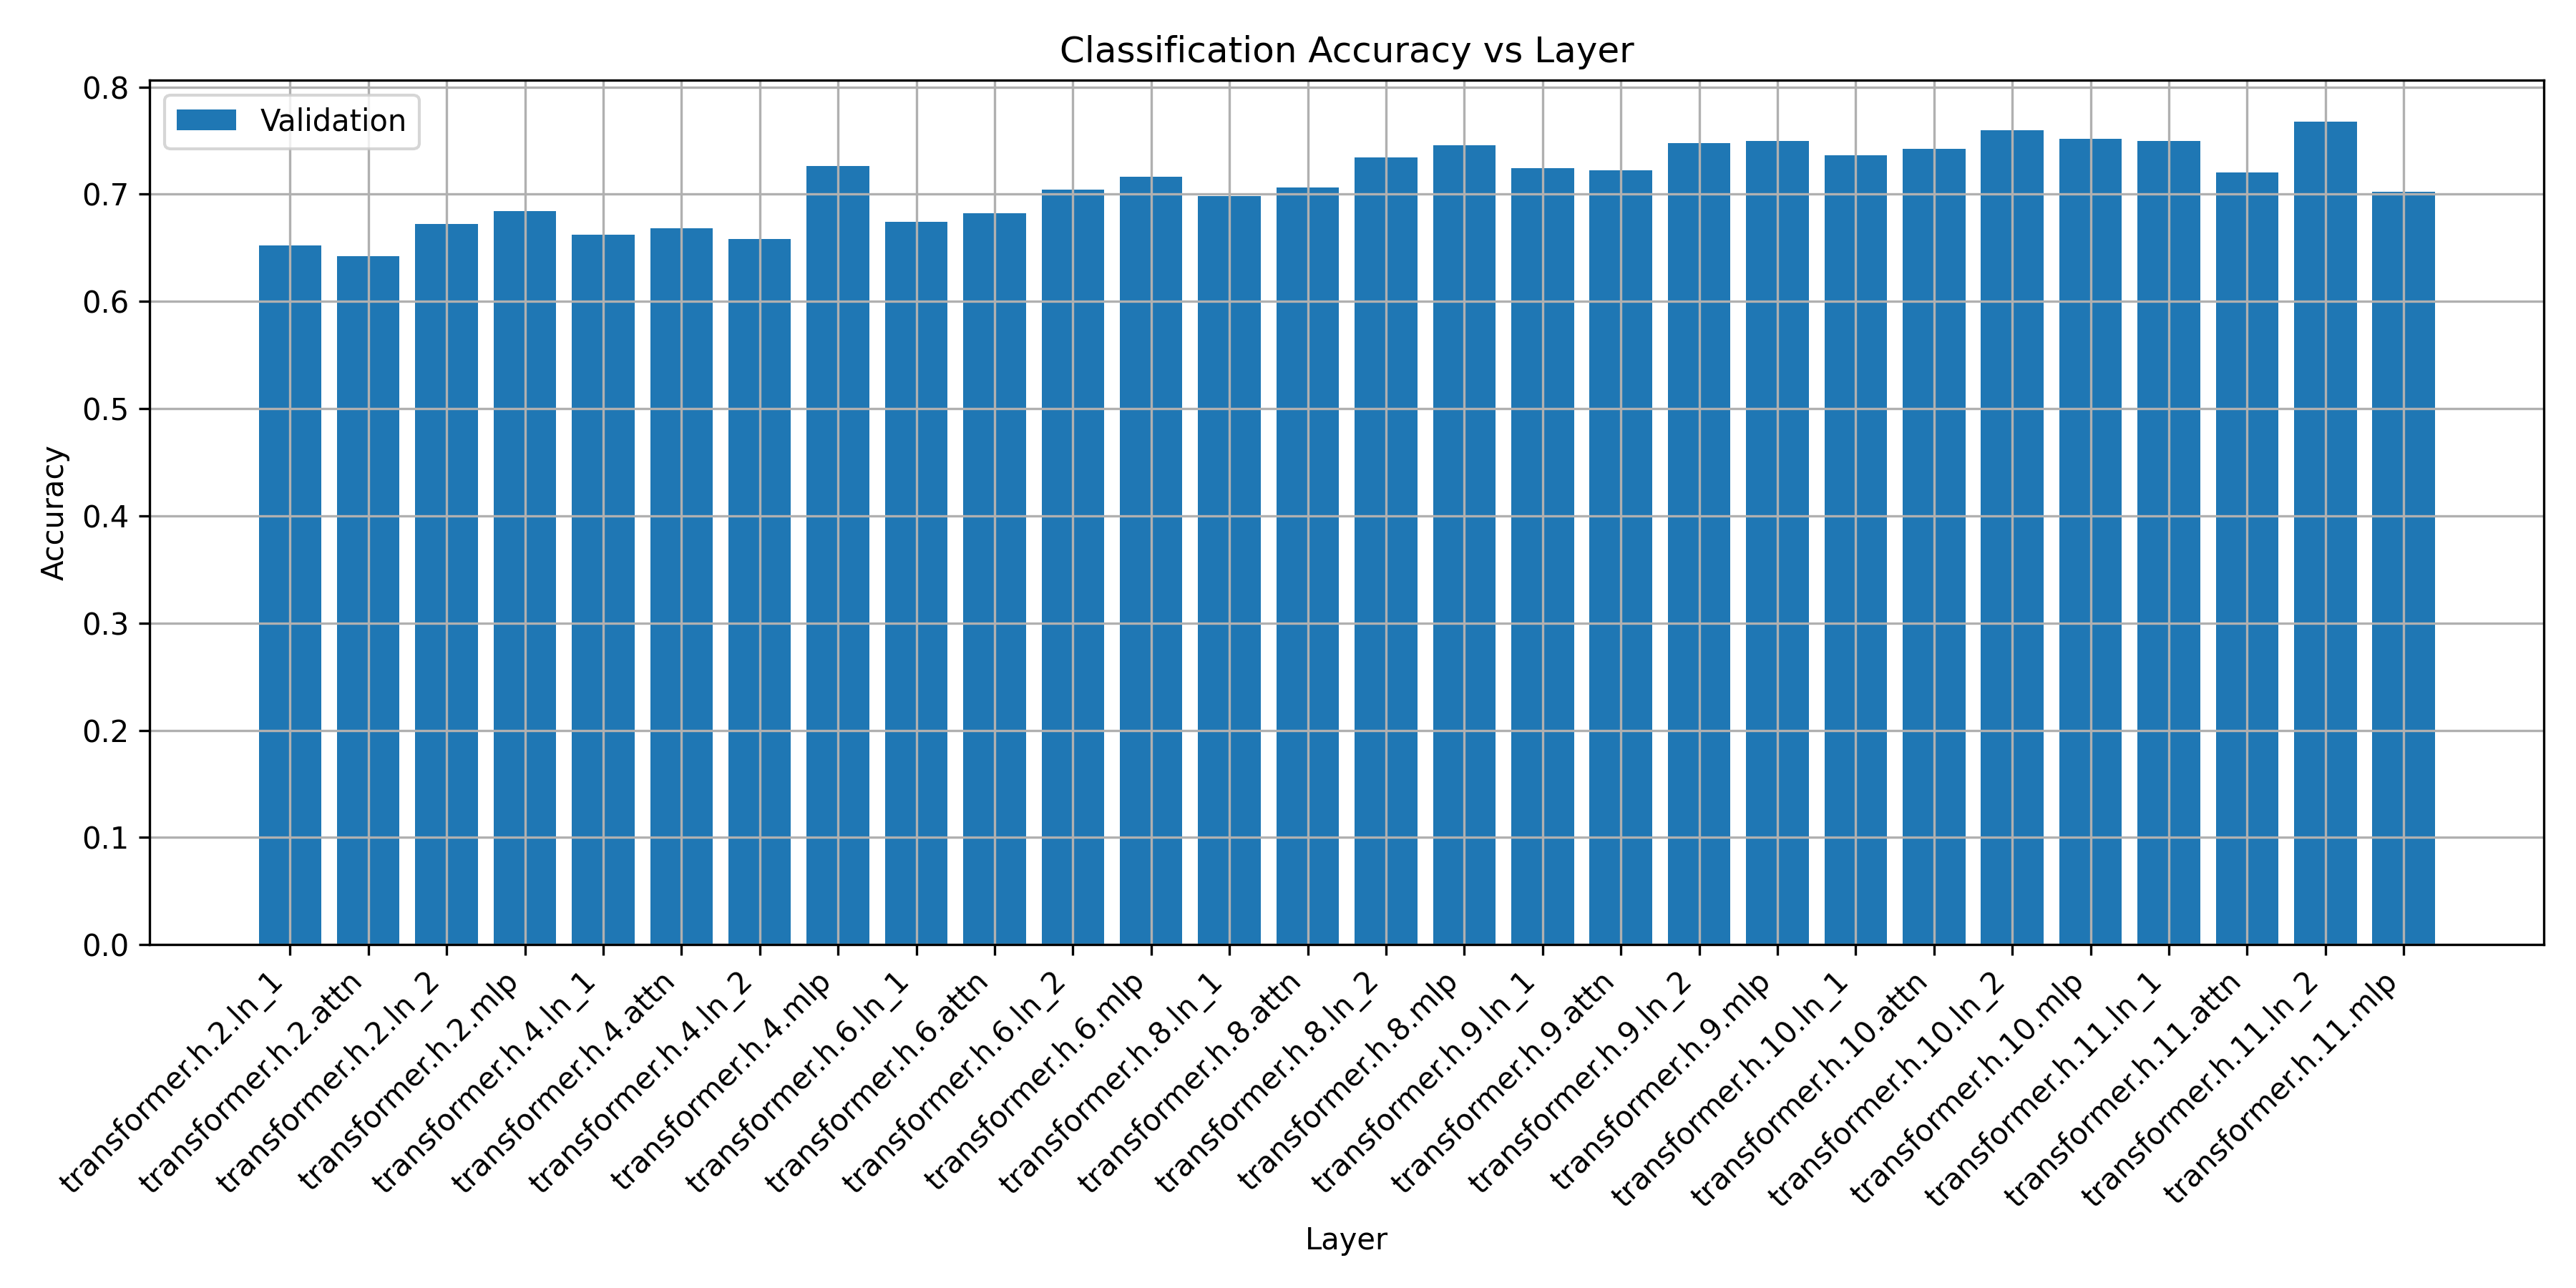 Classification Accuracy vs Layer
Validation
0.8
0.7
0.6
0.5
0.4
0.3
0.2
0.1
0.0
Accuracy
transformer.h.2.ln_1
transformer.h.2.attn
transformer.h.2.ln_2
transformer.h.2.mlp
transformer.h.4.ln_1
transformer.h.4.attn
transformer.h.4.ln_2
transformer.h.4.mlp
transformer.h.6.ln_1
transformer.h.6.attn
transformer.h.6.ln_2
transformer.h.6.mlp
transformer.h.8.ln_1
transformer.h.8.attn
transformer.h.8.ln_2
transformer.h.8.mlp
transformer.h.9.ln_1
transformer.h.9.attn
transformer.h.9.ln_2
transformer.h.9.mlp
transformer.h.10.ln_1
transformer.h.10.attn
transformer.h.10.ln_2
transformer.h.10.mlp
transformer.h.11.ln_1
transformer.h.11.attn
transformer.h.11.ln_2
transformer.h.11.mlp
Layer